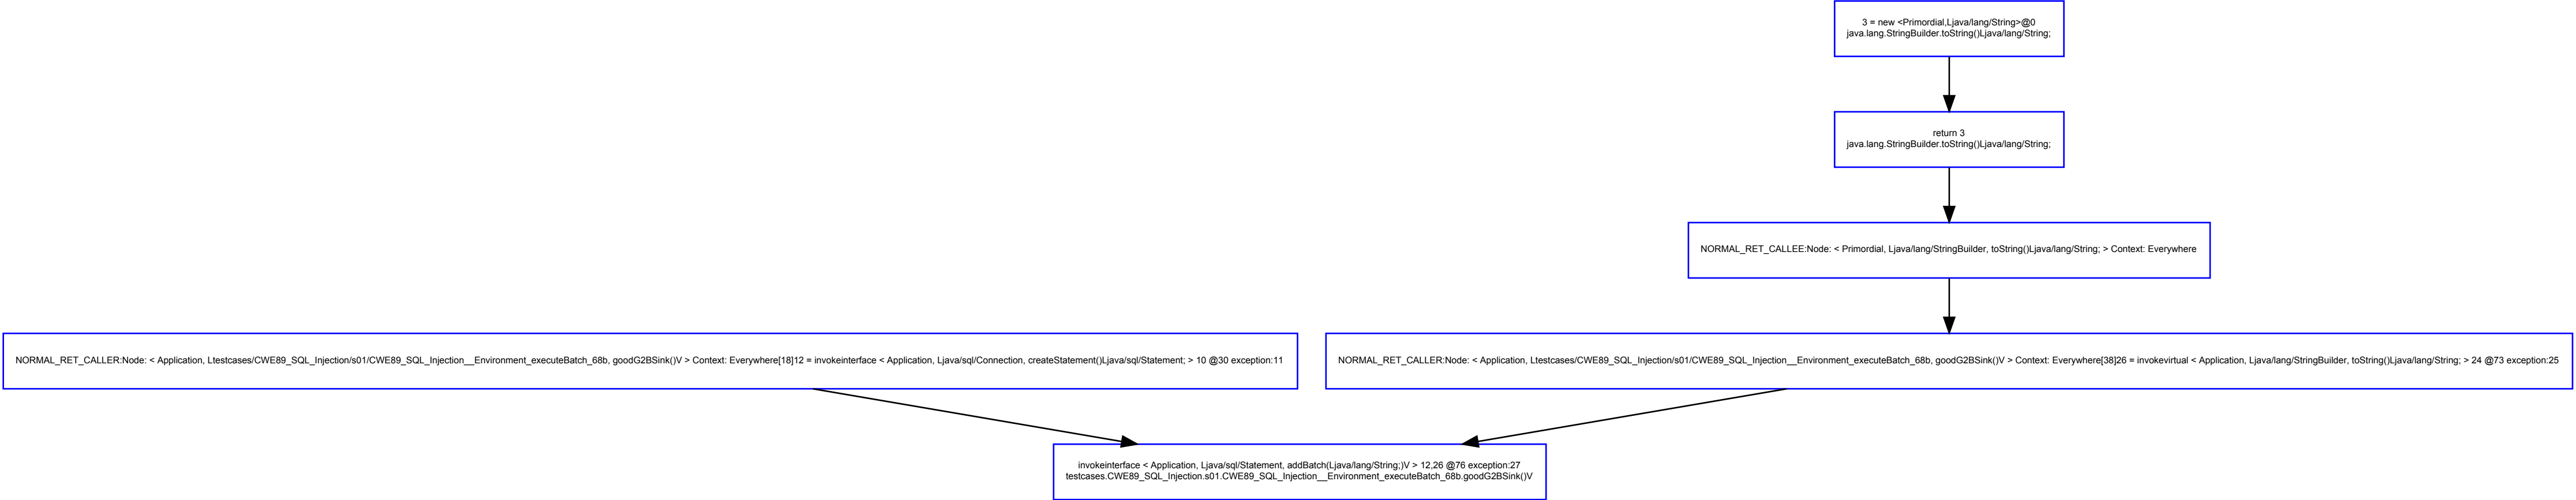 3 = new <Primordial,Ljava/lang/String>@0
java.lang.StringBuilder.toString()Ljava/lang/String;
return 3
java.lang.StringBuilder.toString()Ljava/lang/String;
NORMAL_RET_CALLEE:Node: < Primordial, Ljava/lang/StringBuilder, toString()Ljava/lang/String; > Context: Everywhere
NORMAL_RET_CALLER:Node: < Application, Ltestcases/CWE89_SQL_Injection/s01/CWE89_SQL_Injection__Environment_executeBatch_68b, goodG2BSink()V > Context: Everywhere[18]12 = invokeinterface < Application, Ljava/sql/Connection, createStatement()Ljava/sql/Statement; > 10 @30 exception:11
NORMAL_RET_CALLER:Node: < Application, Ltestcases/CWE89_SQL_Injection/s01/CWE89_SQL_Injection__Environment_executeBatch_68b, goodG2BSink()V > Context: Everywhere[38]26 = invokevirtual < Application, Ljava/lang/StringBuilder, toString()Ljava/lang/String; > 24 @73 exception:25
invokeinterface < Application, Ljava/sql/Statement, addBatch(Ljava/lang/String;)V > 12,26 @76 exception:27
testcases.CWE89_SQL_Injection.s01.CWE89_SQL_Injection__Environment_executeBatch_68b.goodG2BSink()V